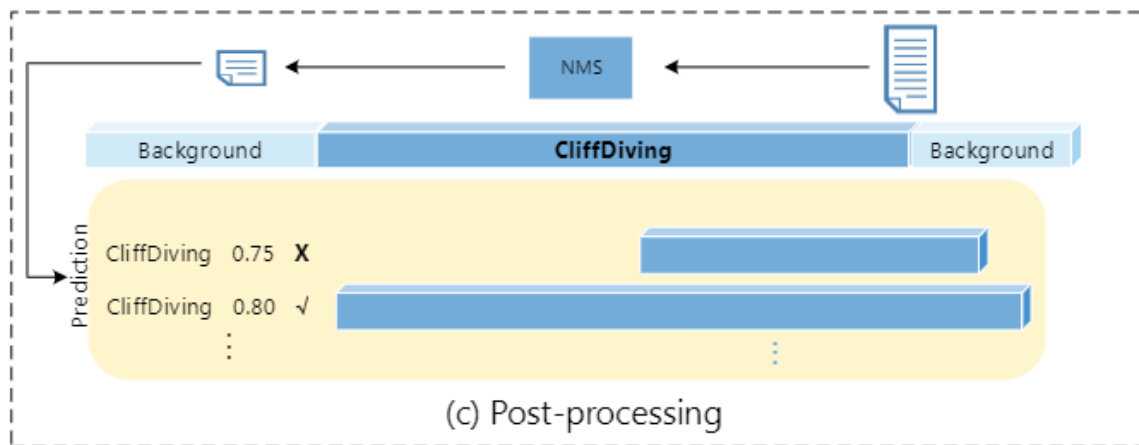 NMS
Background CliffDiving Background
Prediction
CliffDiving 0.75 X
CliffDiving 0.80 √
(c) Post-processing